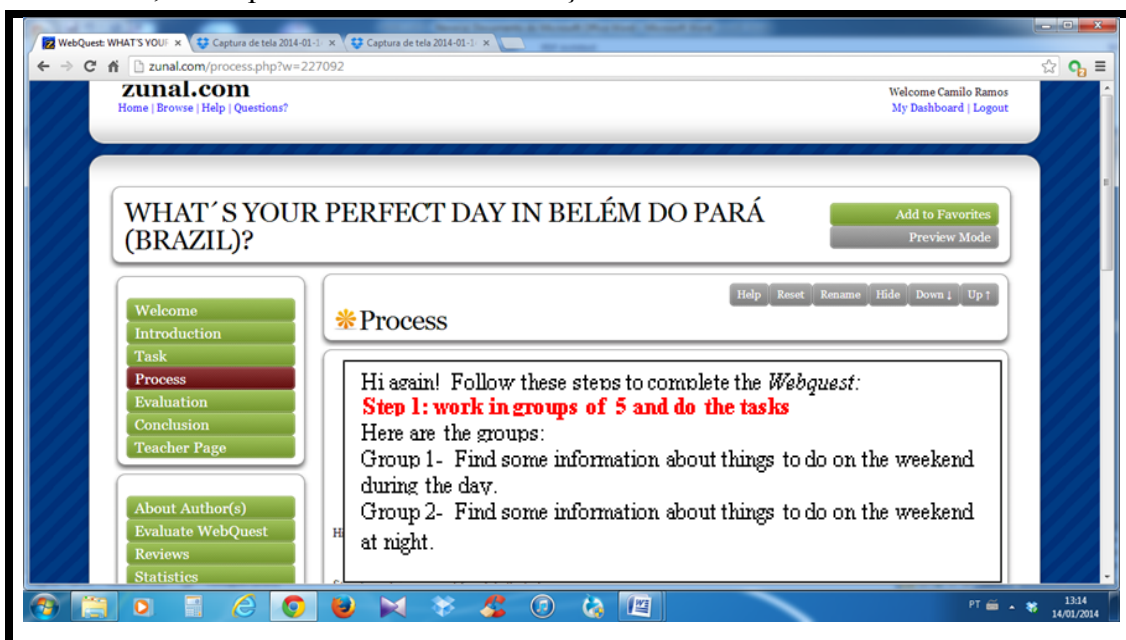 WebQuest: WHAT'S YOUR
Captura de tela 2014-01-1
Captura de tela 2014-01-1
zunal.com/process.php?w=227092
zunal.com
Home | Browse | Help | Questions?
Welcome Camilo Ramos
My Dashboard | Logout
WHAT´S YOUR PERFECT DAY IN BELÉM DO PARÁ
(BRAZIL)?
Add to Favorites
Preview Mode
Welcome
Introduction
Task
Process
Evaluation
Conclusion
Teacher Page
About Author(s)
Evaluate WebQuest
Reviews
Statistics
Help Reset Rename Hide Down ↓ Up ↑
Process
Hi again! Follow these steps to complete the Webquest:
Step 1: work in groups of 5 and do the tasks
Here are the groups:
Group 1- Find some information about things to do on the weekend
during the day.
Group 2- Find some information about things to do on the weekend
at night.
PT
13:14
14/01/2014